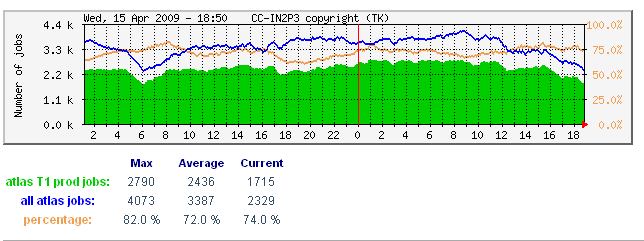 Wed, 15 Apr 2009 - 18:50 CC-IN2P3 copyright (TK)
Number of jobs
4.4 k
3.3 k
2.2 k
1.1 k
0.0 k
100.0%
75.0%
50.0%
25.0%
0.0%
2 4 6 8 10 12 14 16 18 20 22 0 2 4 6 8 10 12 14 16 18
Max Average Current
atlas T1 prod jobs: 2790 2436 1715
all atlas jobs: 4073 3387 2329
percentage: 82.0 % 72.0 % 74.0 %